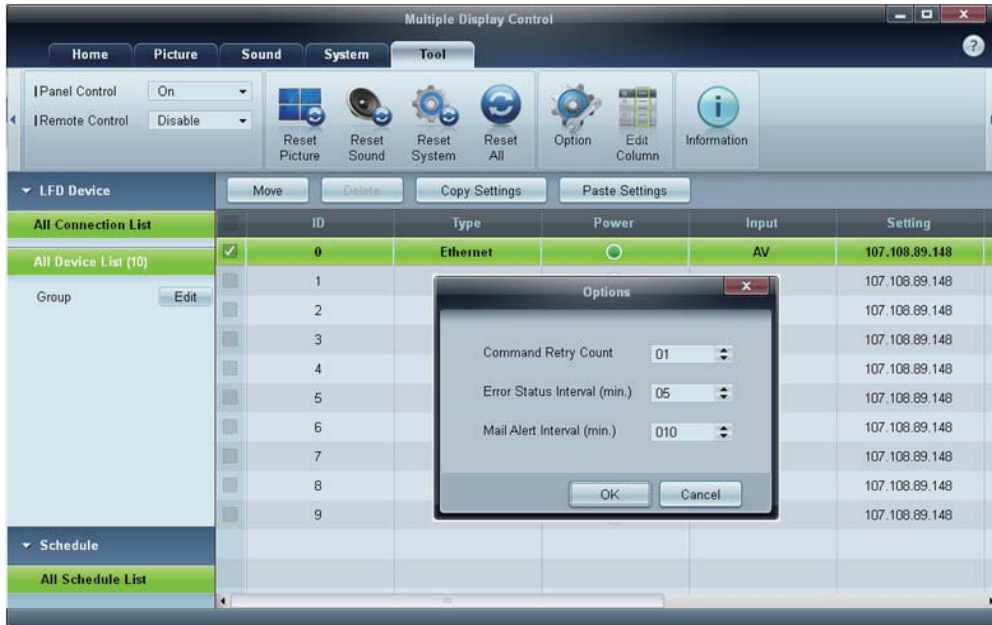 Multiple Display Control
Home Picture Sound System Tool
Panel Control On
Remote Control Disable
Reset Picture
Reset Sound
Reset System
Reset All
Option
Edit Column
Information
LFD Device
Move Delete Copy Settings Paste Settings
All Connection List
ID Type Power Input Setting
All Device List (10)
0 Ethernet AV 107.108.89.148
Group Edit
1 107.108.89.148
2 107.108.89.148
3 107.108.89.148
4 107.108.89.148
5 107.108.89.148
6 107.108.89.148
7 107.108.89.148
8 107.108.89.148
9 107.108.89.148
Options
Command Retry Count 01
Error Status Interval (min.) 05
Mail Alert Interval (min.) 010
OK Cancel
Schedule
All Schedule List